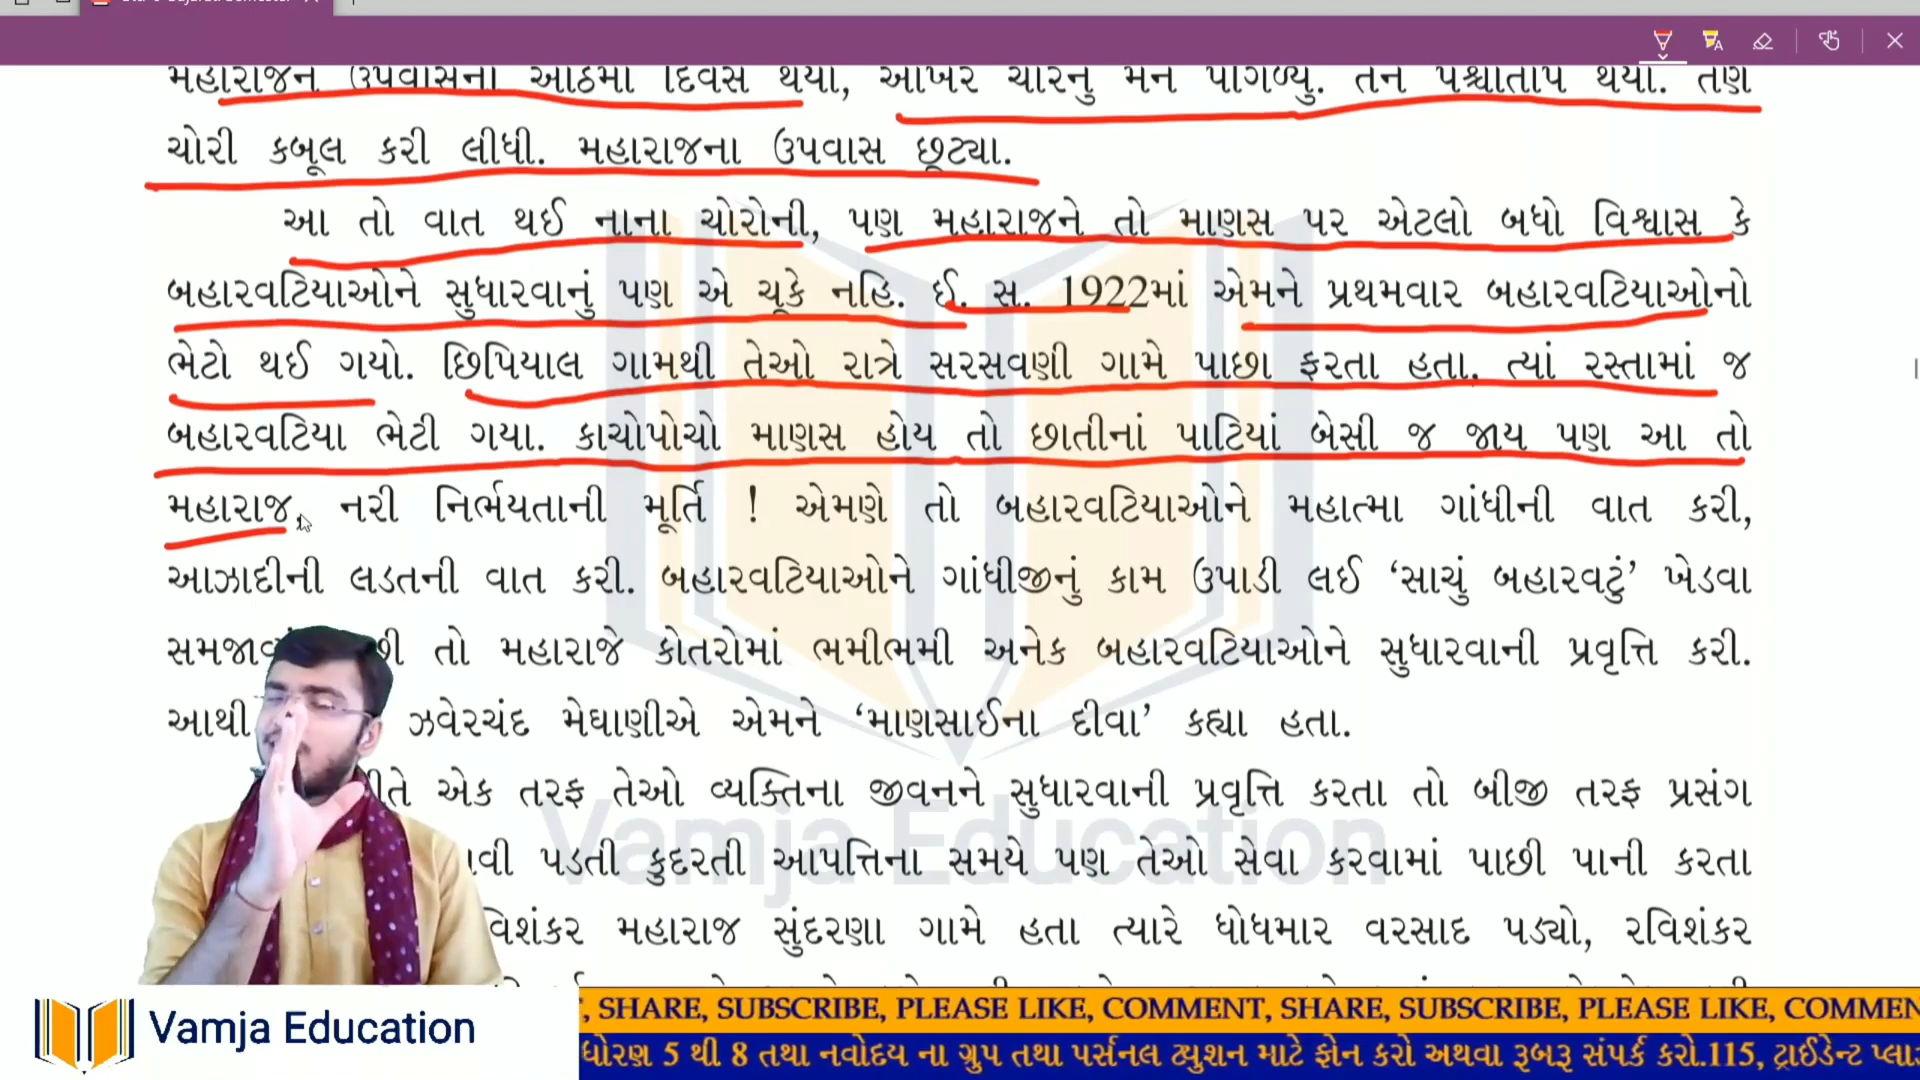 મહારાજને ઉપવાસનો આઠમો દિવસ થયો, આખરે ચોરનું મન પીગળ્યું. તેને પશ્ચાતાપ થયો. તેણે
ચોરી કબૂલ કરી લીધી. મહારાજના ઉપવાસ છૂટ્યા.
આ તો વાત થઈ નાના ચોરોની, પણ મહારાજને તો માણસ પર એટલો બધો વિશ્વાસ કે
બહારવટિયાઓને સુધારવાનું પણ એ ચૂકે નહિ. ઈ. સ. 1922માં એમને પ્રથમવાર બહારવટિયાઓનો
ભેટો થઈ ગયો. છિપિયાલ ગામથી તેઓ રાત્રે સરસવણી ગામે પાછા ફરતા હતા. ત્યાં રસ્તામાં જ
બહારવટિયા ભેટી ગયા. કાચોપોચો માણસ હોય તો છાતીનાં પાટિયાં બેસી જ જાય પણ આ તો
મહારાજ, નરી નિર્ભયતાની મૂર્તિ ! એમણે તો બહારવટિયાઓને મહાત્મા ગાંધીની વાત કરી,
આઝાદીની લડતની વાત કરી. બહારવટિયાઓને ગાંધીજીનું કામ ઉપાડી લઈ ‘સાચું બહારવટું’ ખેડવા
તો મહારાજે કોતરોમાં ભમીભમી અનેક બહારવટિયાઓને સુધારવાની પ્રવૃત્તિ કરી.
આથી ઝવેરચંદ મેઘાણીએ એમને ‘માણસાઈના દીવા’ કહ્યા હતા.
એક તરફ તેઓ વ્યક્તિના જીવનને સુધારવાની પ્રવૃત્તિ કરતા તો બીજી તરફ પ્રસંગ
પડતી કુદરતી આપત્તિના સમયે પણ તેઓ સેવા કરવામાં પાછી પાની કરતા
મહારાજ સુંદરણા ગામે હતા ત્યારે ધોધમાર વરસાદ પડ્યો, રવિશંકર
Vamja Education
Vamja Education
, SHARE, SUBSCRIBE, PLEASE LIKE, COMMENT, SHARE, SUBSCRIBE, PLEASE LIKE, COMMEN
ધોરણ 5 થી 8 તથા નવોદય ના ગ્રુપ તથા પર્સનલ ટ્યુશન માટે ફોન કરો અથવા રૂબરૂ સંપર્ક કરો.115, ટ્રાઈડેન્ટ